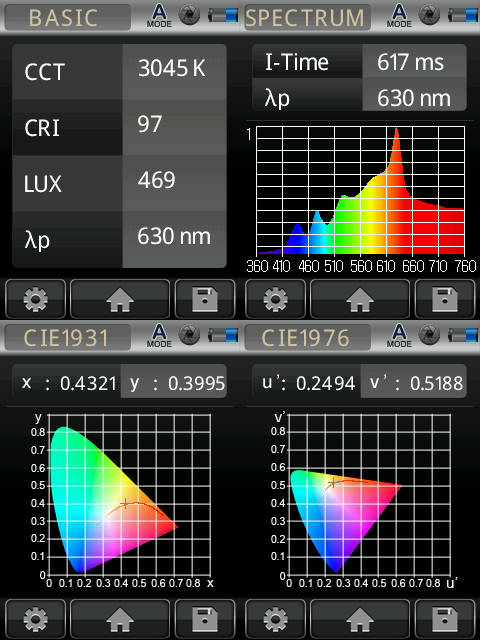 BASIC
A
MODE
CCT 3045 K
CRI 97
LUX 469
λp 630 nm
SPECTRUM
A
MODE
I-Time 617 ms
λp 630 nm
1
360 410 460 510 560 610 660 710 760
CIE1931
A
MODE
x : 0.4321 y : 0.3995
y
0.8
0.7
0.6
0.5
0.4
0.3
0.2
0.1
0
0 0.1 0.2 0.3 0.4 0.5 0.6 0.7 0.8 x
CIE1976
A
MODE
u': 0.2494 v' : 0.5188
v'
0.8
0.7
0.6
0.5
0.4
0.3
0.2
0.1
0
0 0.1 0.2 0.3 0.4 0.5 0.6 0.7 0.8 u'